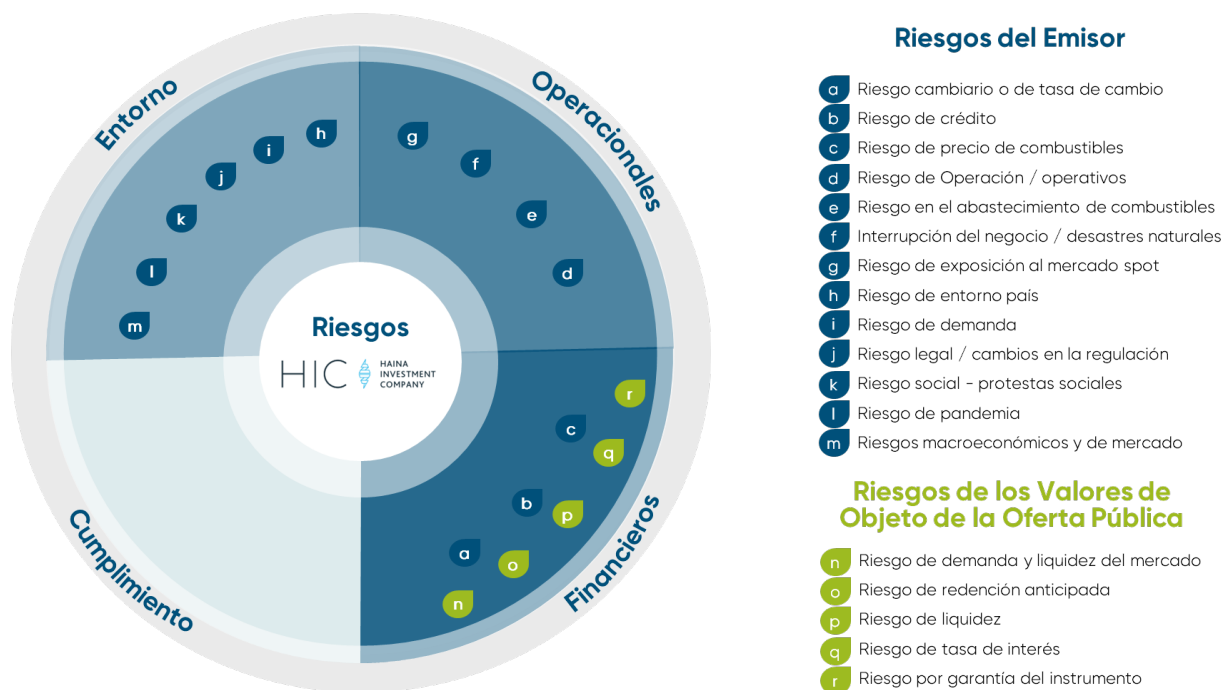 Entorno
Operacionales
h
i
j
k
l
m
g
f
e
d
Riesgos
HIC
HAINA
INVESTMENT
COMPANY
r
c
q
b
p
a
o
n
Cumplimiento
Financieros
Riesgos del Emisor
a Riesgo cambiario o de tasa de cambio
b Riesgo de crédito
c Riesgo de precio de combustibles
d Riesgo de Operación / operativos
e Riesgo en el abastecimiento de combustibles
f Interrupción del negocio / desastres naturales
g Riesgo de exposición al mercado spot
h Riesgo de entorno país
i Riesgo de demanda
j Riesgo legal / cambios en la regulación
k Riesgo social - protestas sociales
l Riesgo de pandemia
m Riesgos macroeconómicos y de mercado
Riesgos de los Valores de
Objeto de la Oferta Pública
n Riesgo de demanda y liquidez del mercado
o Riesgo de redención anticipada
p Riesgo de liquidez
q Riesgo de tasa de interés
r Riesgo por garantía del instrumento